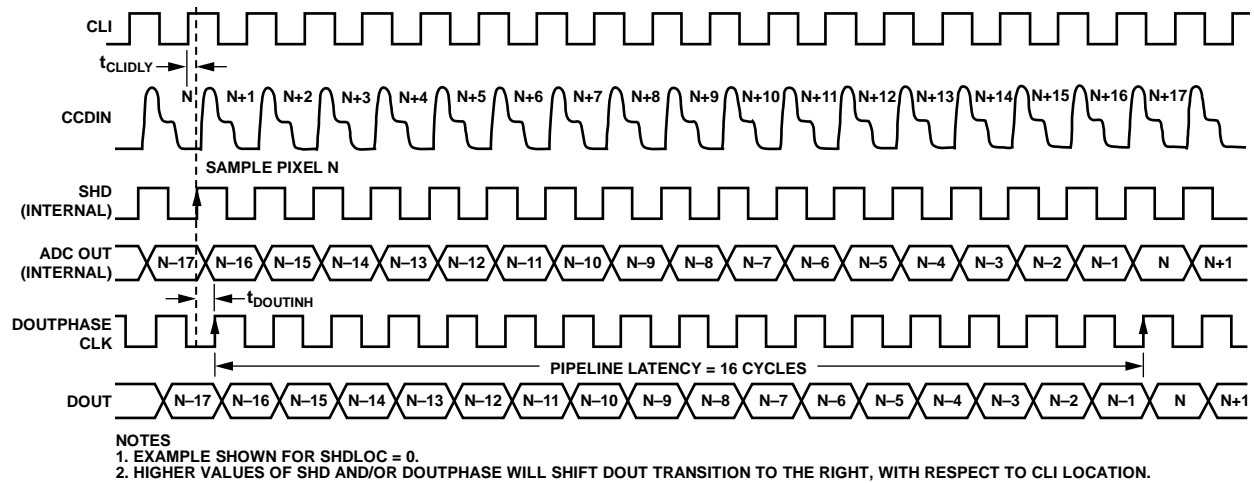 CLI
tCLIDLY
N N+1 N+2 N+3 N+4 N+5 N+6 N+7 N+8 N+9 N+10 N+11 N+12 N+13 N+14 N+15 N+16 N+17
CCDIN
SAMPLE PIXEL N
SHD
(INTERNAL)
ADC OUT
(INTERNAL)
N–17 N–16 N–15 N–14 N–13 N–12 N–11 N–10 N–9 N–8 N–7 N–6 N–5 N–4 N–3 N–2 N–1 N N+1
tDOUTINH
DOUTPHASE
CLK
PIPELINE LATENCY = 16 CYCLES
DOUT
N–17 N–16 N–15 N–14 N–13 N–12 N–11 N–10 N–9 N–8 N–7 N–6 N–5 N–4 N–3 N–2 N–1 N N+1
NOTES
1. EXAMPLE SHOWN FOR SHDLOC = 0.
2. HIGHER VALUES OF SHD AND/OR DOUTPHASE WILL SHIFT DOUT TRANSITION TO THE RIGHT, WITH RESPECT TO CLI LOCATION.